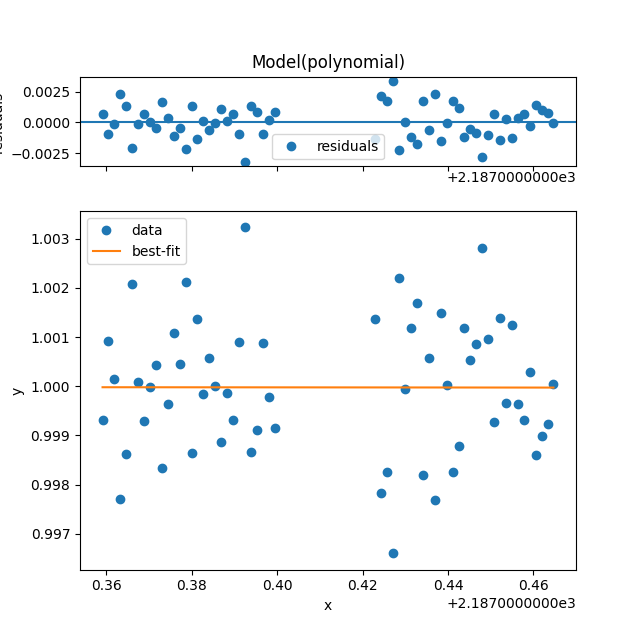 Model(polynomial)
0.0025
0.0000
−0.0025
residuals
residuals
+2.1870000000e3
1.003
1.002
1.001
1.000
0.999
0.998
0.997
y
data
best-fit
0.36
0.38
0.40
0.42
0.44
0.46
x
+2.1870000000e3